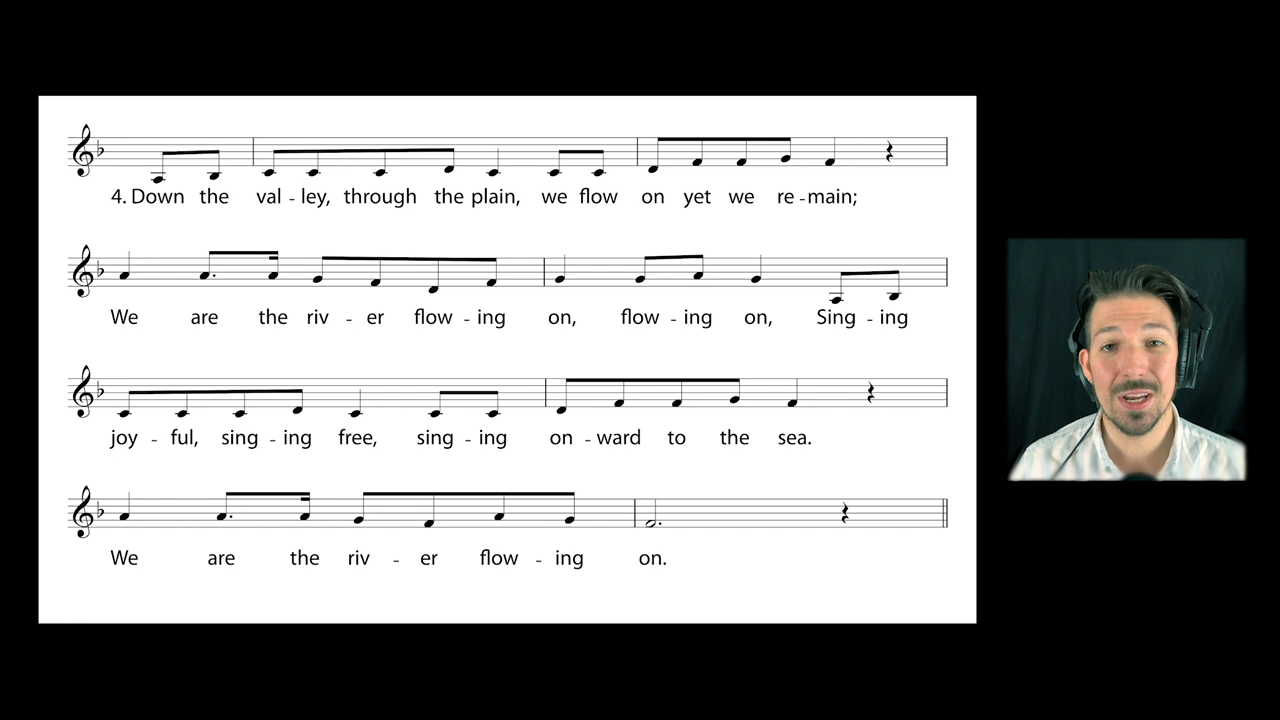 4. Down the val - ley, through the plain, we flow on yet we re - main;
We are the riv - er flow - ing on, flow - ing on, Sing - ing
joy - ful, sing - ing free, sing - ing on - ward to the sea.
We are the riv - er flow - ing on.